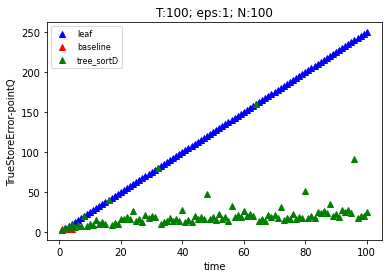 T:100; eps:1; N:100
leaf
baseline
tree_sortD
TrueStoreError-pointQ
250
200
150
100
50
0
0 20 40 60 80 100
time